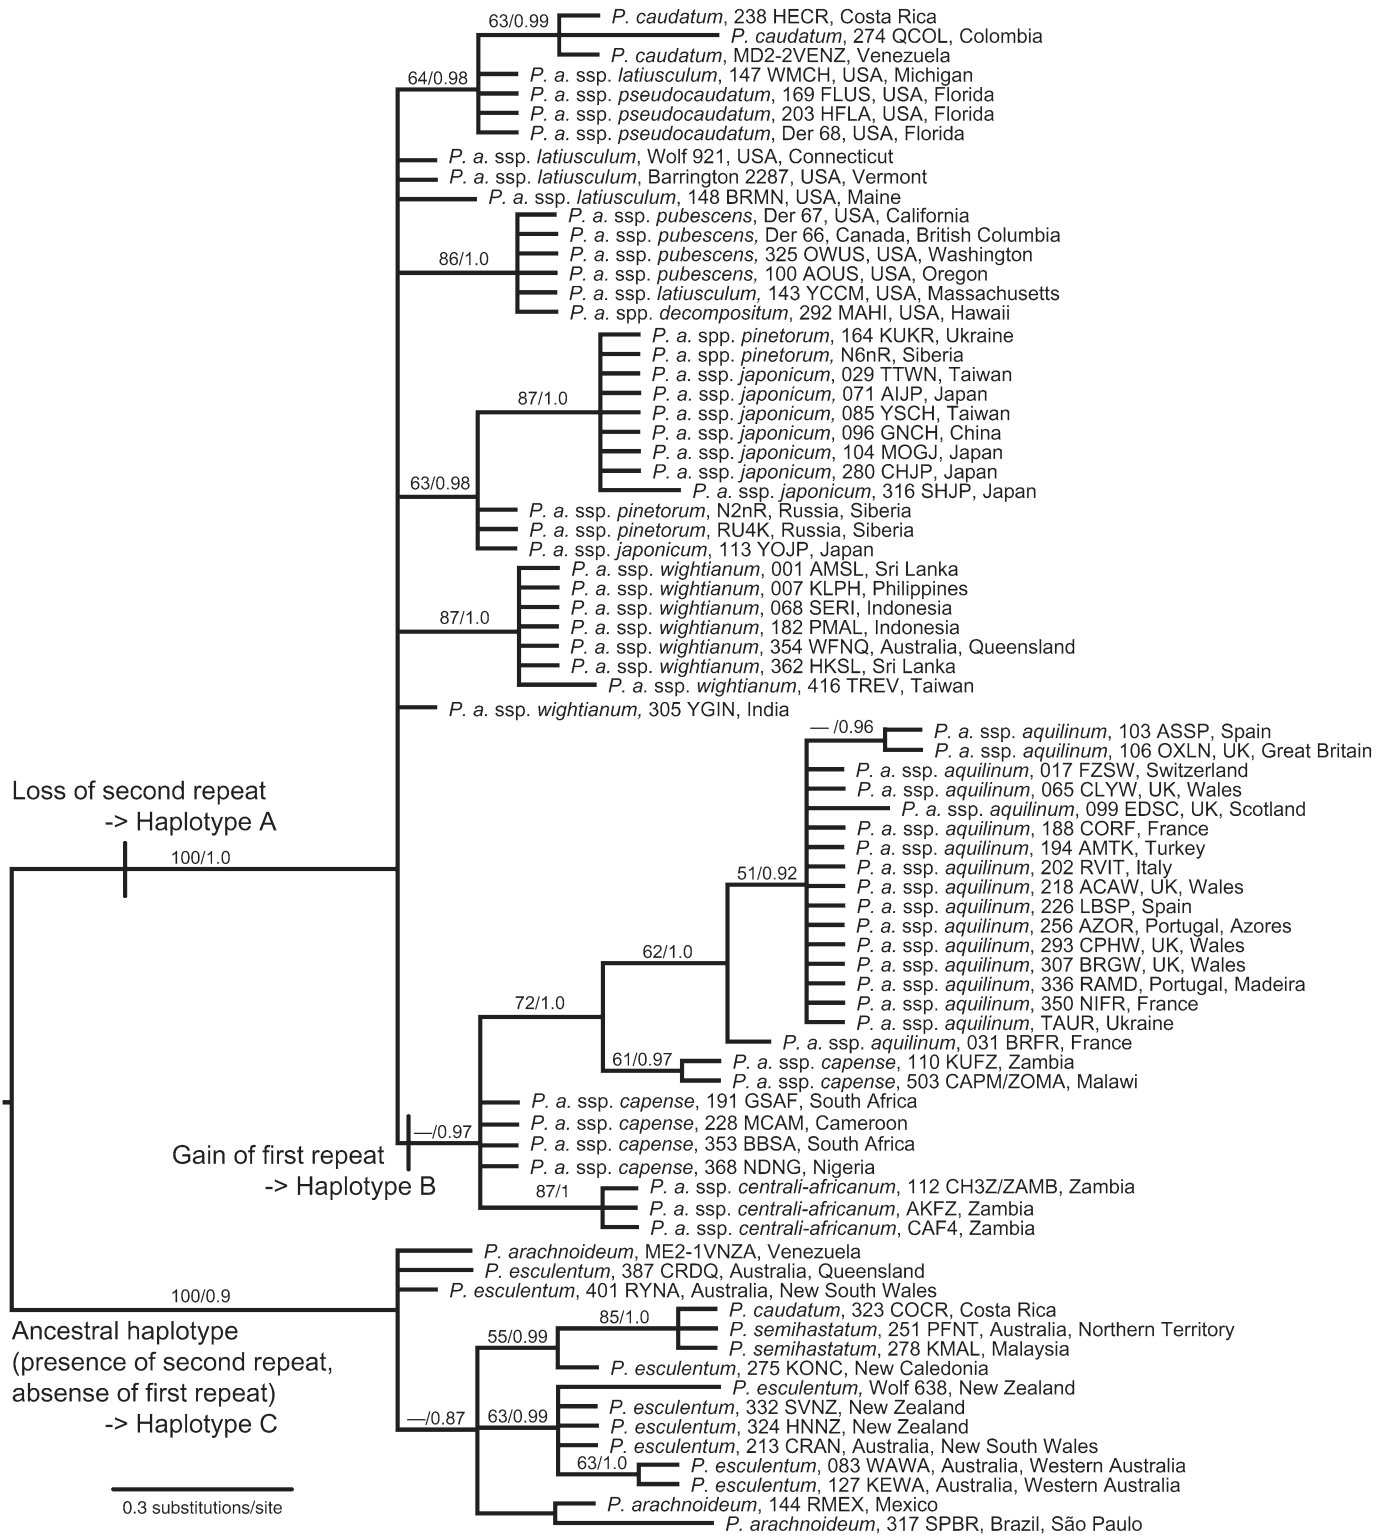 63/0.99
P. caudatum, 238 HECR, Costa Rica
P. caudatum, 274 QCOL, Colombia
P. caudatum, MD2-2VENZ, Venezuela
64/0.98
P. a. ssp. latiusculum, 147 WMCH, USA, Michigan
P. a. ssp. pseudocaudatum, 169 FLUS, USA, Florida
P. a. ssp. pseudocaudatum, 203 HFLA, USA, Florida
P. a. ssp. pseudocaudatum, Der 68, USA, Florida
P. a. ssp. latiusculum, Wolf 921, USA, Connecticut
P. a. ssp. latiusculum, Barrington 2287, USA, Vermont
P. a. ssp. latiusculum, 148 BRMN, USA, Maine
P. a. ssp. pubescens, Der 67, USA, California
P. a. ssp. pubescens, Der 66, Canada, British Columbia
86/1.0
P. a. ssp. pubescens, 325 OWUS, USA, Washington
P. a. ssp. pubescens, 100 AOUS, USA, Oregon
P. a. ssp. latiusculum, 143 YCCM, USA, Massachusetts
P. a. spp. decompositum, 292 MAHI, USA, Hawaii
P. a. spp. pinetorum, 164 KUKR, Ukraine
P. a. spp. pinetorum, N6nR, Siberia
P. a. ssp. japonicum, 029 TTWN, Taiwan
87/1.0
P. a. ssp. japonicum, 071 AIJP, Japan
P. a. ssp. japonicum, 085 YSCH, Taiwan
P. a. ssp. japonicum, 096 GNCH, China
P. a. ssp. japonicum, 104 MOGJ, Japan
P. a. ssp. japonicum, 280 CHJP, Japan
63/0.98
P. a. ssp. japonicum, 316 SHJP, Japan
P. a. ssp. pinetorum, N2nR, Russia, Siberia
P. a. ssp. pinetorum, RU4K, Russia, Siberia
P. a. ssp. japonicum, 113 YOJP, Japan
P. a. ssp. wightianum, 001 AMSL, Sri Lanka
P. a. ssp. wightianum, 007 KLPH, Philippines
P. a. ssp. wightianum, 068 SERI, Indonesia
87/1.0
P. a. ssp. wightianum, 182 PMAL, Indonesia
P. a. ssp. wightianum, 354 WFNQ, Australia, Queensland
P. a. ssp. wightianum, 362 HKSL, Sri Lanka
P. a. ssp. wightianum, 416 TREV, Taiwan
P. a. ssp. wightianum, 305 YGIN, India
—/0.96
P. a. ssp. aquilinum, 103 ASSP, Spain
P. a. ssp. aquilinum, 106 OXLN, UK, Great Britain
P. a. ssp. aquilinum, 017 FZSW, Switzerland
P. a. ssp. aquilinum, 065 CLYW, UK, Wales
P. a. ssp. aquilinum, 099 EDSC, UK, Scotland
P. a. ssp. aquilinum, 188 CORF, France
P. a. ssp. aquilinum, 194 AMTK, Turkey
P. a. ssp. aquilinum, 202 RVIT, Italy
51/0.92
P. a. ssp. aquilinum, 218 ACAW, UK, Wales
P. a. ssp. aquilinum, 226 LBSP, Spain
P. a. ssp. aquilinum, 256 AZOR, Portugal, Azores
P. a. ssp. aquilinum, 293 CPHW, UK, Wales
P. a. ssp. aquilinum, 307 BRGW, UK, Wales
P. a. ssp. aquilinum, 336 RAMD, Portugal, Madeira
P. a. ssp. aquilinum, 350 NIFR, France
P. a. ssp. aquilinum, TAUR, Ukraine
P. a. ssp. aquilinum, 031 BRFR, France
Loss of second repeat
-> Haplotype A
100/1.0
62/1.0
72/1.0
61/0.97
P. a. ssp. capense, 110 KUFZ, Zambia
P. a. ssp. capense, 503 CAPM/ZOMA, Malawi
P. a. ssp. capense, 191 GSAF, South Africa
P. a. ssp. capense, 228 MCAM, Cameroon
—/0.97
P. a. ssp. capense, 353 BBSA, South Africa
P. a. ssp. capense, 368 NDNG, Nigeria
Gain of first repeat
-> Haplotype B
87/1
P. a. ssp. centrali-africanum, 112 CH3Z/ZAMB, Zambia
P. a. ssp. centrali-africanum, AKFZ, Zambia
P. a. ssp. centrali-africanum, CAF4, Zambia
P. arachnoideum, ME2-1VNZA, Venezuela
P. esculentum, 387 CRDQ, Australia, Queensland
P. esculentum, 401 RYNA, Australia, New South Wales
100/0.9
Ancestral haplotype
(presence of second repeat,
absense of first repeat)
-> Haplotype C
85/1.0
P. caudatum, 323 COCR, Costa Rica
P. semihastatum, 251 PFNT, Australia, Northern Territory
P. semihastatum, 278 KMAL, Malaysia
55/0.99
P. esculentum, 275 KONC, New Caledonia
P. esculentum, Wolf 638, New Zealand
P. esculentum, 332 SVNZ, New Zealand
—/0.87
63/0.99
P. esculentum, 324 HNNZ, New Zealand
P. esculentum, 213 CRAN, Australia, New South Wales
63/1.0
P. esculentum, 083 WAWA, Australia, Western Australia
P. esculentum, 127 KEWA, Australia, Western Australia
P. arachnoideum, 144 RMEX, Mexico
P. arachnoideum, 317 SPBR, Brazil, São Paulo
0.3 substitutions/site